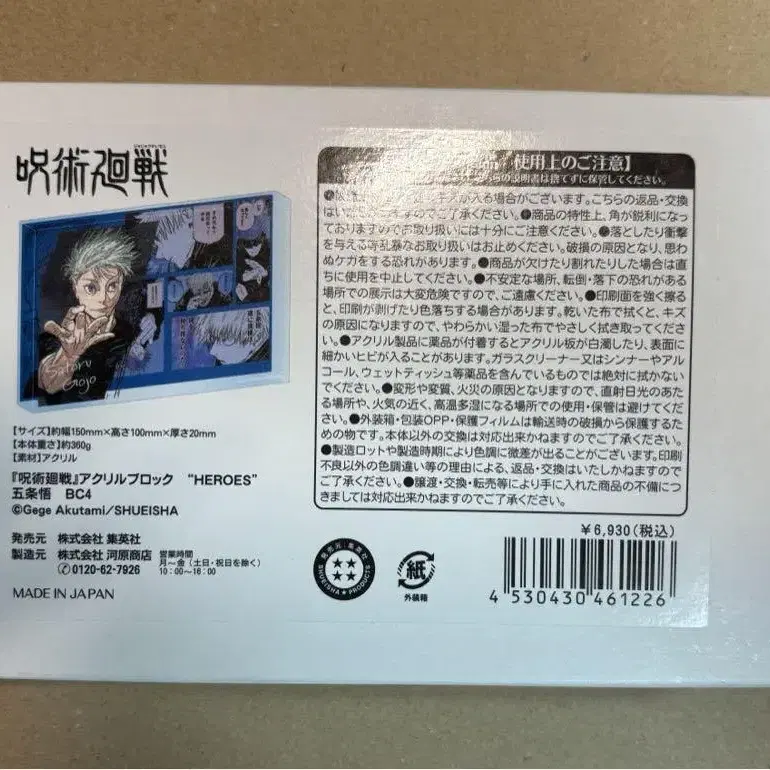 呪術廻戦
Satoru
Gojo
【サイズ】約幅150mm×高さ100mm×厚さ20mm
【本体重さ】約360g
【素材】アクリル
『呪術廻戦』アクリルブロック “HEROES”
五条悟 BC4
©Gege Akutami/SHUEISHA
発売元 株式会社 集英社
製造元 株式会社 河原商店
0120-62-7926
営業時間
月～金（土・日・祝日を除く）
10：00～16：00
MADE IN JAPAN
使用上のご注意】
の説明書は捨てずに保管してください。
が入る場合がございます。こちらの返品・交換
はい すのでご了承ください。●商品の特性上、角が鋭利になっ
ておりますのでお取り扱いには十分にご注意ください。●落としたり衝撃
を与える等乱暴なお取り扱いはお止めください。破損の原因となり、思わ
ぬケガをする恐れがあります。●商品が欠けたり割れたりした場合は直
ちに使用を中止してください。●不安定な場所、転倒・落下の恐れがある
場所での展示は大変危険ですので、ご遠慮ください。●印刷面を強く擦る
と、印刷が剥げたり色落ちする場合があります。乾いた布で拭くと、キズ
の原因になりますので、やわらかい湿った布でやさしく拭き取ってくださ
い。●アクリル製品に薬品が付着するとアクリル板が白濁したり、表面に
細かいヒビが入ることがあります。ガラスクリーナー又はシンナーやアル
コール、ウェットティッシュ等薬品を含んでいるものでは絶対に拭かない
でください。●変形や変質、火災の原因となりますので、直射日光のあた
る場所や、火気の近く、高温多湿になる場所での使用・保管は避けてくだ
さい。●外装箱・包装OPP・保護フィルムは輸送時の破損から保護するた
めの物です。本体以外の交換は対応出来かねますのでご了承ください。
●製造ロットや製造時期により色調に微差が出ることがございます。印刷
不良以外の色調違い等の理由による、返品・交換はいたしかねますので
ご了承ください。●譲渡・交換・転売等により手に入れた商品の不備につ
きましては対応出来かねますのでご了承ください。
￥6,930（税込）
発売元・集英社
SHUEISHA PRODUCTS
紙
外装箱
4 530430 461226